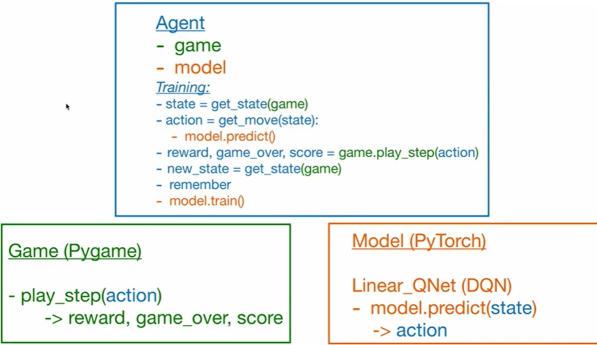 Agent
- game
- model
Training:
- state = get_state(game)
- action = get_move(state):
- model.predict()
- reward, game_over, score = game.play_step(action)
- new_state = get_state(game)
- remember
- model.train()
Game (Pygame)
- play_step(action)
-> reward, game_over, score
Model (PyTorch)
Linear_QNet (DQN)
- model.predict(state)
-> action